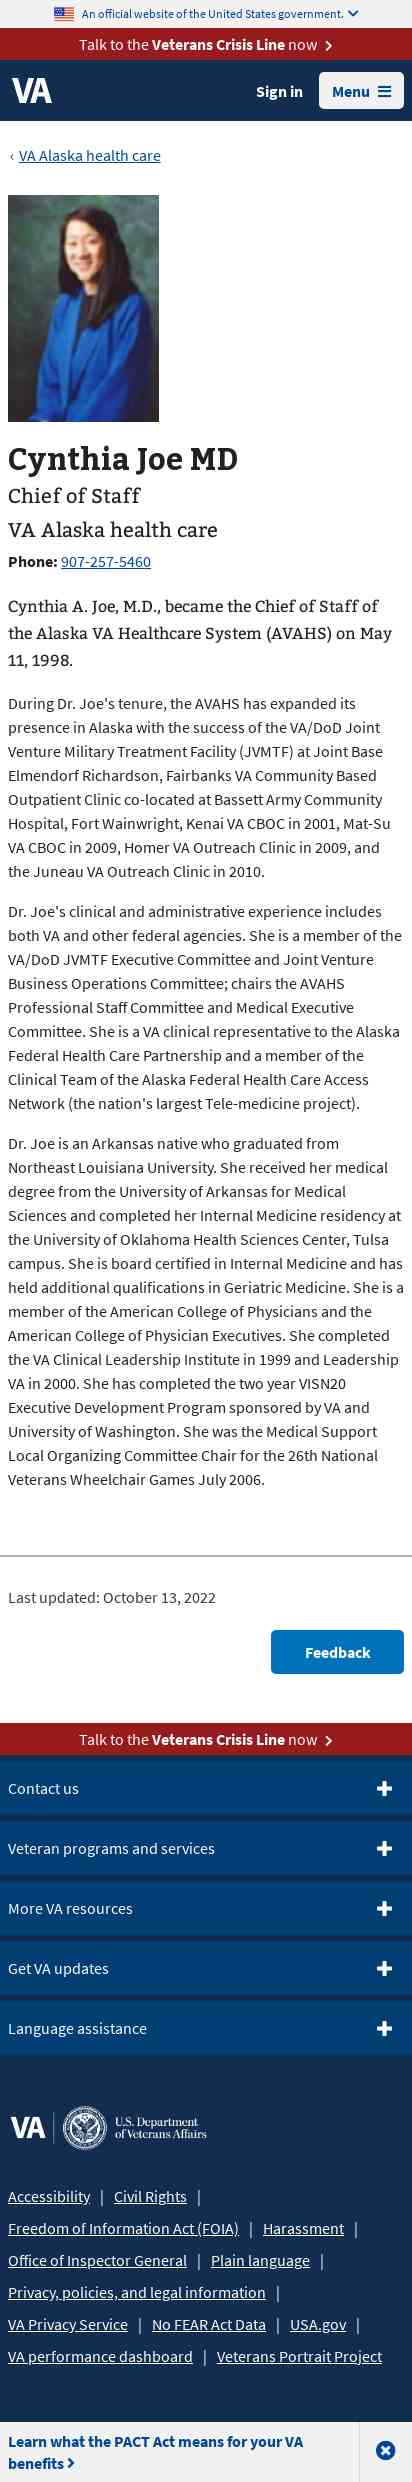 An official website of the United States government.
Talk to the Veterans Crisis Line now
VA
Sign in
Menu
‹ VA Alaska health care
Cynthia Joe MD
Chief of Staff
VA Alaska health care
Phone: 907-257-5460
Cynthia A. Joe, M.D., became the Chief of Staff of
the Alaska VA Healthcare System (AVAHS) on May
11, 1998.
During Dr. Joe's tenure, the AVAHS has expanded its
presence in Alaska with the success of the VA/DoD Joint
Venture Military Treatment Facility (JVMTF) at Joint Base
Elmendorf Richardson, Fairbanks VA Community Based
Outpatient Clinic co-located at Bassett Army Community
Hospital, Fort Wainwright, Kenai VA CBOC in 2001, Mat-Su
VA CBOC in 2009, Homer VA Outreach Clinic in 2009, and
the Juneau VA Outreach Clinic in 2010.
Dr. Joe's clinical and administrative experience includes
both VA and other federal agencies. She is a member of the
VA/DoD JVMTF Executive Committee and Joint Venture
Business Operations Committee; chairs the AVAHS
Professional Staff Committee and Medical Executive
Committee. She is a VA clinical representative to the Alaska
Federal Health Care Partnership and a member of the
Clinical Team of the Alaska Federal Health Care Access
Network (the nation's largest Tele-medicine project).
Dr. Joe is an Arkansas native who graduated from
Northeast Louisiana University. She received her medical
degree from the University of Arkansas for Medical
Sciences and completed her Internal Medicine residency at
the University of Oklahoma Health Sciences Center, Tulsa
campus. She is board certified in Internal Medicine and has
held additional qualifications in Geriatric Medicine. She is a
member of the American College of Physicians and the
American College of Physician Executives. She completed
the VA Clinical Leadership Institute in 1999 and Leadership
VA in 2000. She has completed the two year VISN20
Executive Development Program sponsored by VA and
University of Washington. She was the Medical Support
Local Organizing Committee Chair for the 26th National
Veterans Wheelchair Games July 2006.
Last updated: October 13, 2022
Feedback
Talk to the Veterans Crisis Line now
Contact us
Veteran programs and services
More VA resources
Get VA updates
Language assistance
VA
U.S. Department
of Veterans Affairs
Accessibility | Civil Rights |
Freedom of Information Act (FOIA) | Harassment |
Office of Inspector General | Plain language |
Privacy, policies, and legal information |
VA Privacy Service | No FEAR Act Data | USA.gov |
VA performance dashboard | Veterans Portrait Project
Learn what the PACT Act means for your VA
benefits